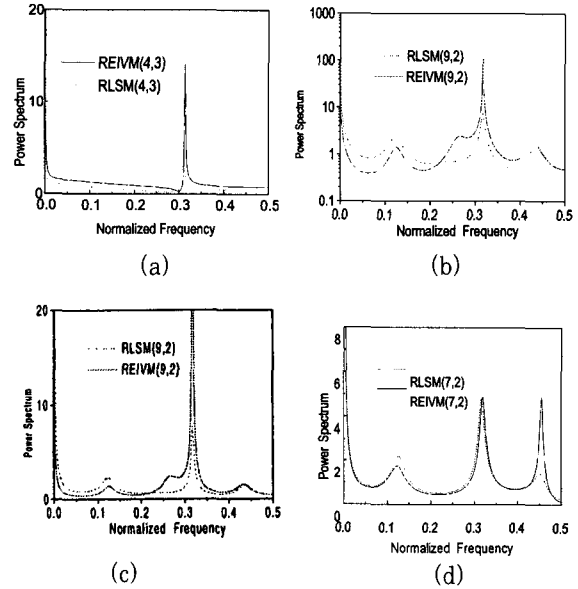 20
10
0
Power Spectrum
REIVM(4,3)
RLSM(4,3)
0.0 0.1 0.2 0.3 0.4 0.5
Normalized Frequency
(a)
1000
100
10
1
0.1
Power Spectrum
RLSM(9,2)
REIVM(9,2)
0.0 0.1 0.2 0.3 0.4 0.5
Normalized Frequency
(b)
20
10
0
Power Spectrum
RLSM(9,2)
REIVM(9,2)
0.0 0.1 0.2 0.3 0.4 0.5
Normalized Frequency
(c)
8
6
4
2
0
Power Spectrum
RLSM(7,2)
REIVM(7,2)
0.0 0.1 0.2 0.3 0.4 0.5
Normalized Frequency
(d)